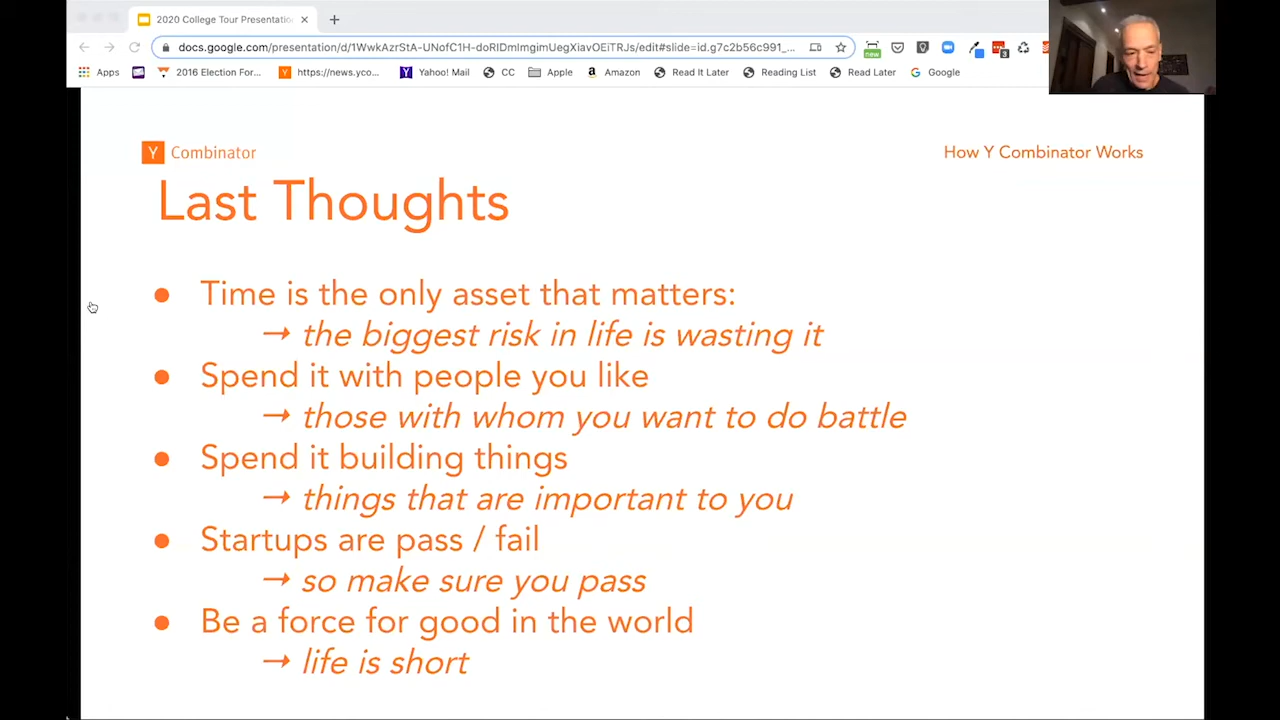 2020 College Tour Presentatio
docs.google.com/presentation/d/1WwkAzrStA-UNofC1H-doRIDmImgimUegXiavOEiTRJs/edit#slide=id.g7c2b56c991_...
new
3
Apps
2016 Election For...
https://news.yco...
Yahoo! Mail
CC
Apple
Amazon
Read It Later
Reading List
Read Later
Google
Y Combinator
How Y Combinator Works
Last Thoughts
● Time is the only asset that matters:
→ the biggest risk in life is wasting it
● Spend it with people you like
→ those with whom you want to do battle
● Spend it building things
→ things that are important to you
● Startups are pass / fail
→ so make sure you pass
● Be a force for good in the world
→ life is short